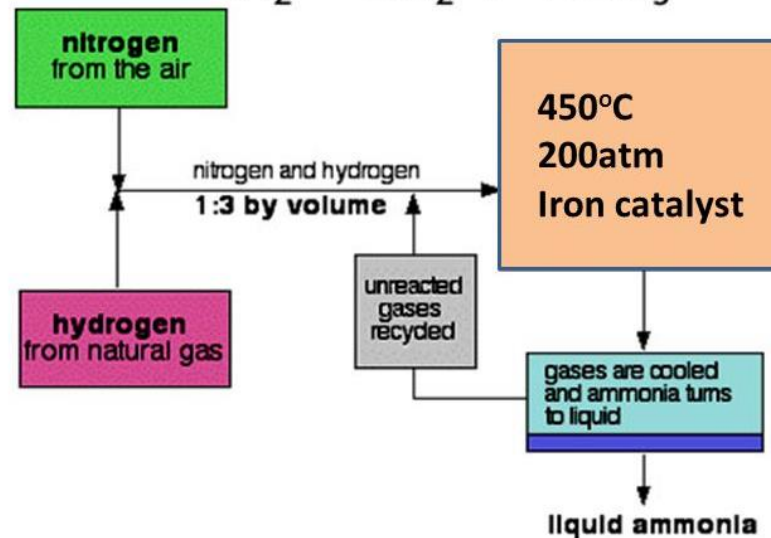 nitrogen
from the air
450°C
200atm
Iron catalyst
nitrogen and hydrogen
1:3 by volume
unreacted
gases
recycled
hydrogen
from natural gas
gases are cooled
and ammonia turns
to liquid
liquid ammonia